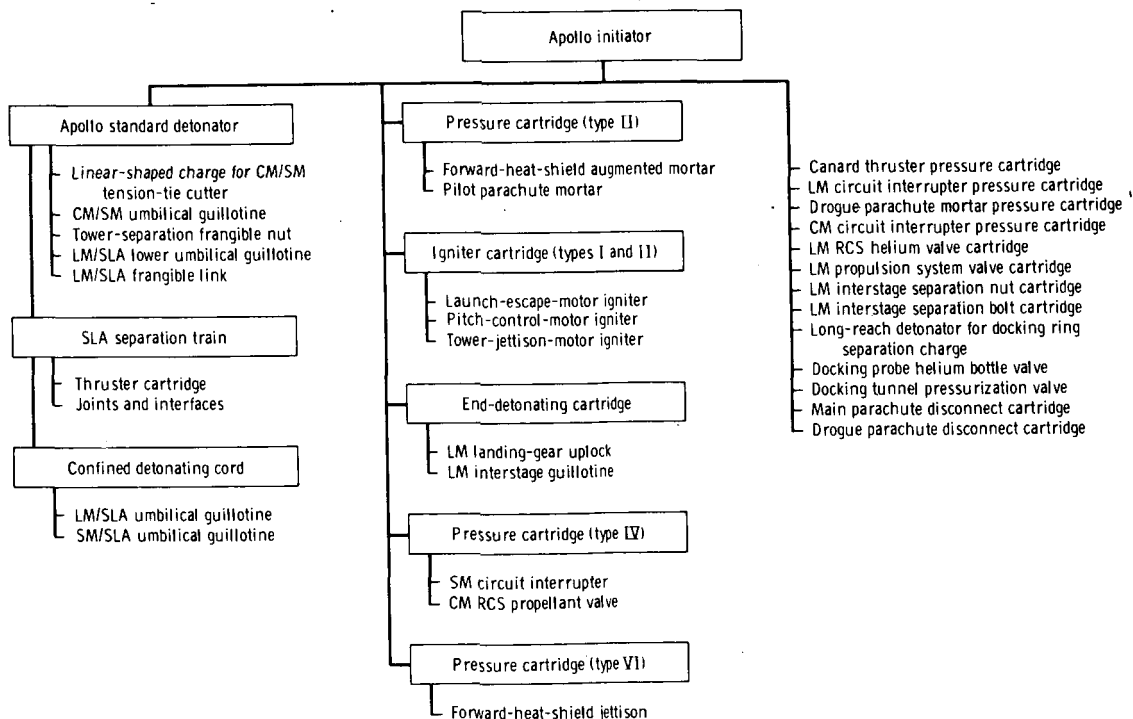 Apollo initiator
Apollo standard detonator
Linear-shaped charge for CM/SM
tension-tie cutter
CM/SM umbilical guillotine
Tower-separation frangible nut
LM/SLA lower umbilical guillotine
LM/SLA frangible link
SLA separation train
Thruster cartridge
Joints and interfaces
Confined detonating cord
LM/SLA umbilical guillotine
SM/SLA umbilical guillotine
Pressure cartridge (type II)
Forward-heat-shield augmented mortar
Pilot parachute mortar
Igniter cartridge (types I and II)
Launch-escape-motor igniter
Pitch-control-motor igniter
Tower-jettison-motor igniter
End-detonating cartridge
LM landing-gear uplock
LM interstage guillotine
Pressure cartridge (type IV)
SM circuit interrupter
CM RCS propellant valve
Pressure cartridge (type VI)
Forward-heat-shield jettison
Canard thruster pressure cartridge
LM circuit interrupter pressure cartridge
Drogue parachute mortar pressure cartridge
CM circuit interrupter pressure cartridge
LM RCS helium valve cartridge
LM propulsion system valve cartridge
LM interstage separation nut cartridge
LM interstage separation bolt cartridge
Long-reach detonator for docking ring
separation charge
Docking probe helium bottle valve
Docking tunnel pressurization valve
Main parachute disconnect cartridge
Drogue parachute disconnect cartridge